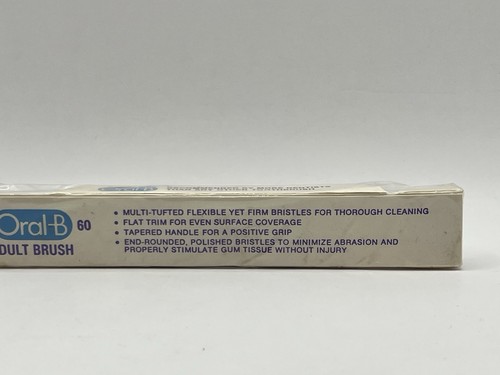 Oral-B 60
DULT BRUSH
• MULTI-TUFTED FLEXIBLE YET FIRM BRISTLES FOR THOROUGH CLEANING
• FLAT TRIM FOR EVEN SURFACE COVERAGE
• TAPERED HANDLE FOR A POSITIVE GRIP
• END-ROUNDED, POLISHED BRISTLES TO MINIMIZE ABRASION AND
PROPERLY STIMULATE GUM TISSUE WITHOUT INJURY